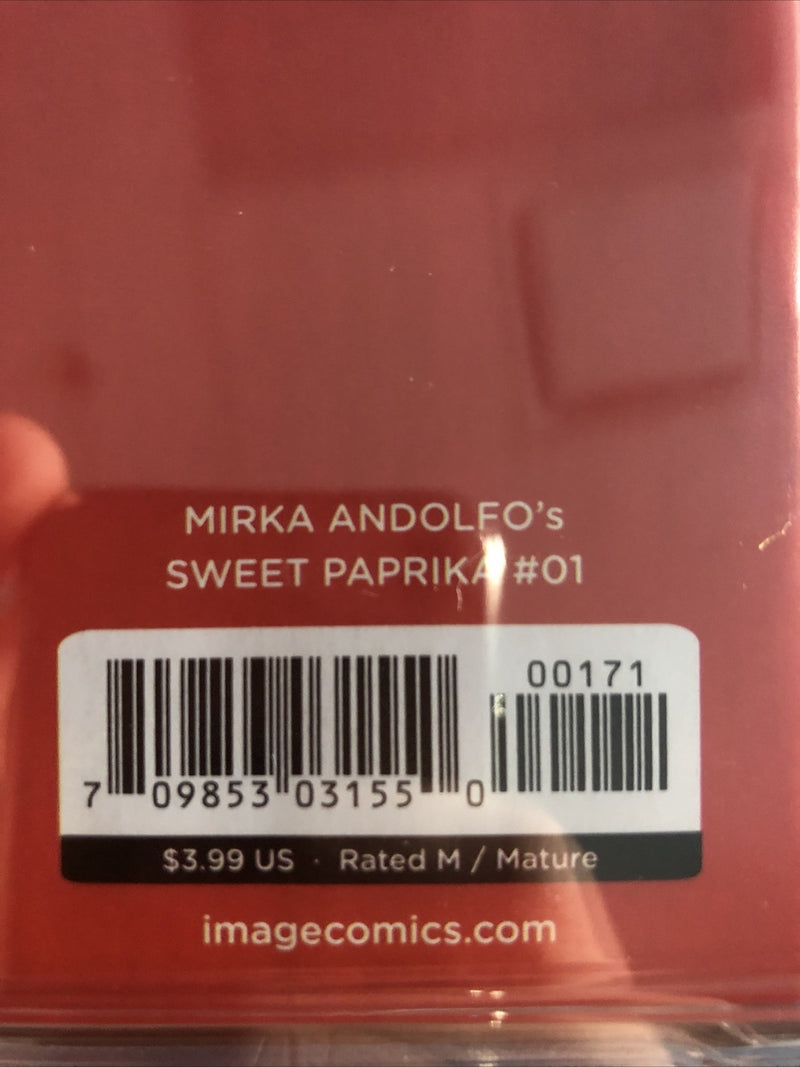 MIRKA ANDOLFO's
SWEET PAPRIKA #01
00171
7 09853 03155 0
$3.99 US · Rated M / Mature
imagecomics.com